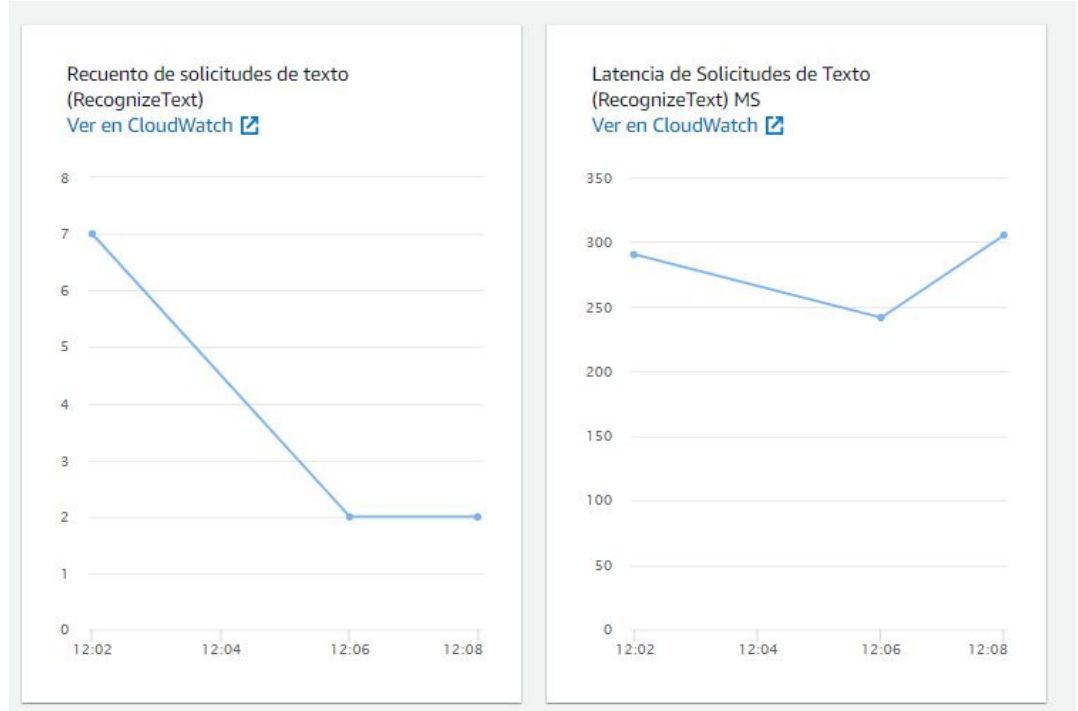 Recuento de solicitudes de texto
(RecognizeText)
Ver en CloudWatch
8
7
6
5
4
3
2
1
0
12:02 12:04 12:06 12:08
Latencia de Solicitudes de Texto
(RecognizeText) MS
Ver en CloudWatch
350
300
250
200
150
100
50
0
12:02 12:04 12:06 12:08